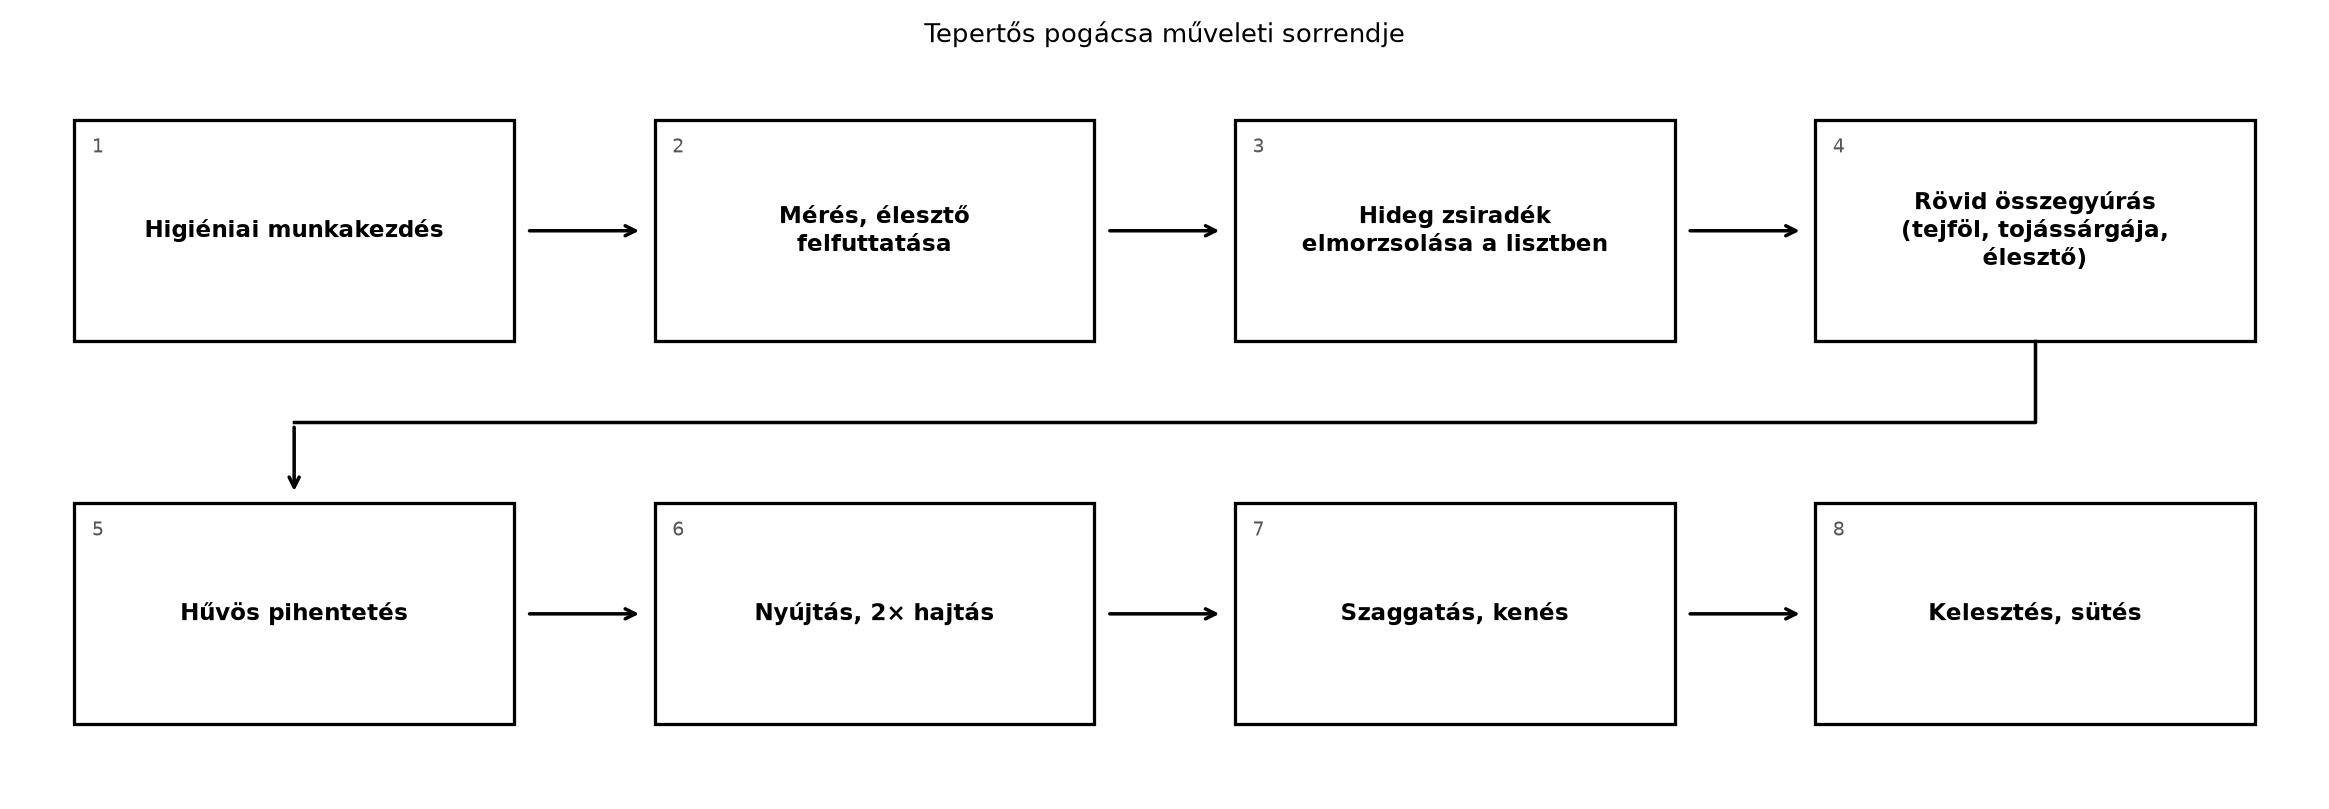 Tepertős pogácsa műveleti sorrendje
1
Higiéniai munkakezdés
2
Mérés, élesztő
felfuttatása
3
Hideg zsiradék
elmorzsolása a lisztben
4
Rövid összegyúrás
(tejföl, tojássárgája,
élesztő)
5
Hűvös pihentetés
6
Nyújtás, 2× hajtás
7
Szaggatás, kenés
8
Kelesztés, sütés